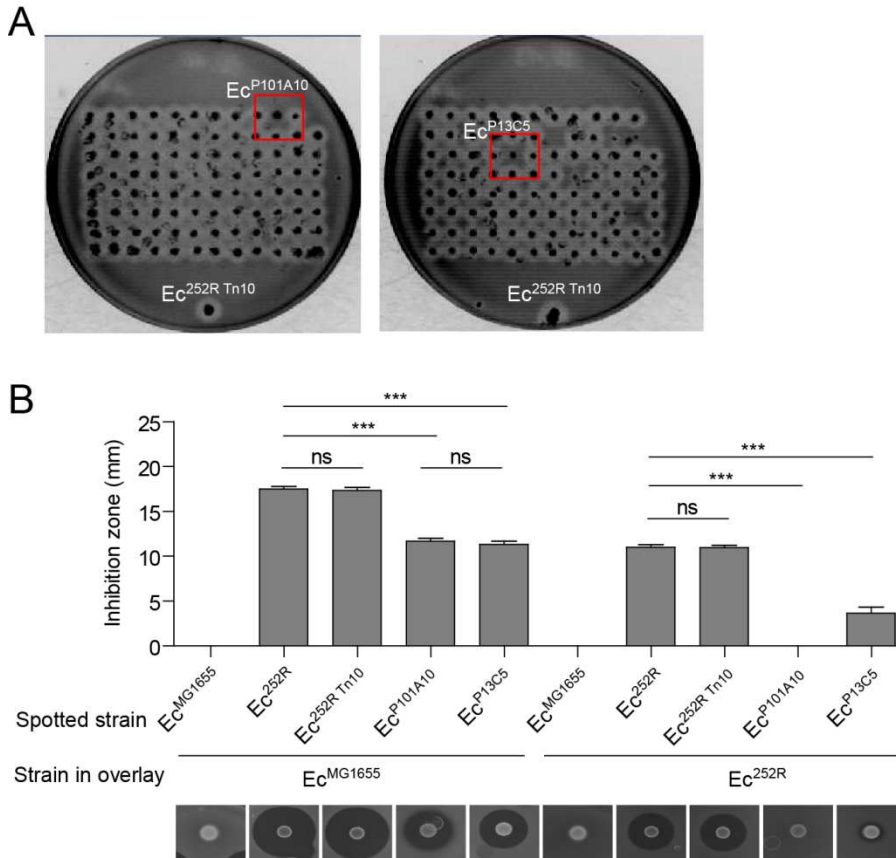 A
Ec^P101A10
Ec^252R Tn10
Ec^P13C5
Ec^252R Tn10
B
Inhibition zone (mm)
25
20
15
10
5
0
***
***
ns
ns
***
***
ns
Spotted strain
Ec^MG1655
Ec^252R
Ec^252R Tn10
Ec^P101A10
Ec^P13C5
Ec^MG1655
Ec^252R
Ec^252R Tn10
Ec^P101A10
Ec^P13C5
Strain in overlay
Ec^MG1655
Ec^252R